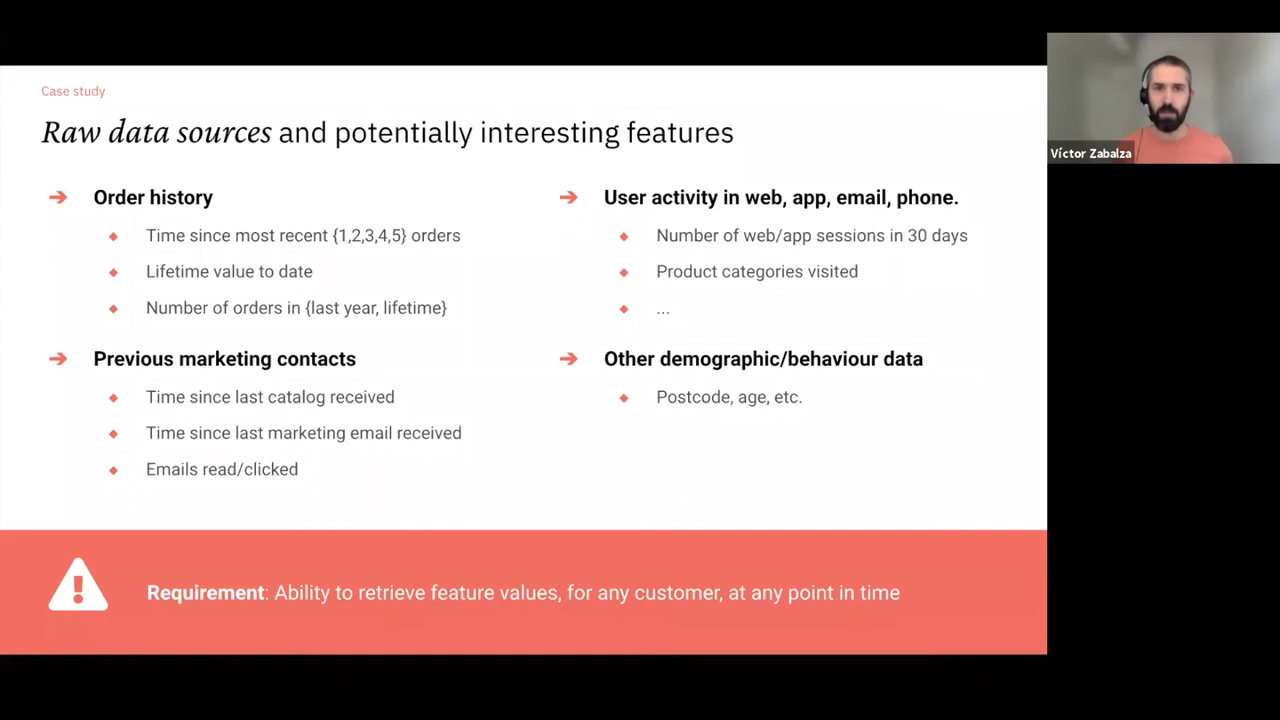 Case study
Raw data sources and potentially interesting features
➔ Order history
◆ Time since most recent {1,2,3,4,5} orders
◆ Lifetime value to date
◆ Number of orders in {last year, lifetime}
➔ Previous marketing contacts
◆ Time since last catalog received
◆ Time since last marketing email received
◆ Emails read/clicked
➔ User activity in web, app, email, phone.
◆ Number of web/app sessions in 30 days
◆ Product categories visited
◆ ...
➔ Other demographic/behaviour data
◆ Postcode, age, etc.
Requirement: Ability to retrieve feature values, for any customer, at any point in time
Víctor Zabalza